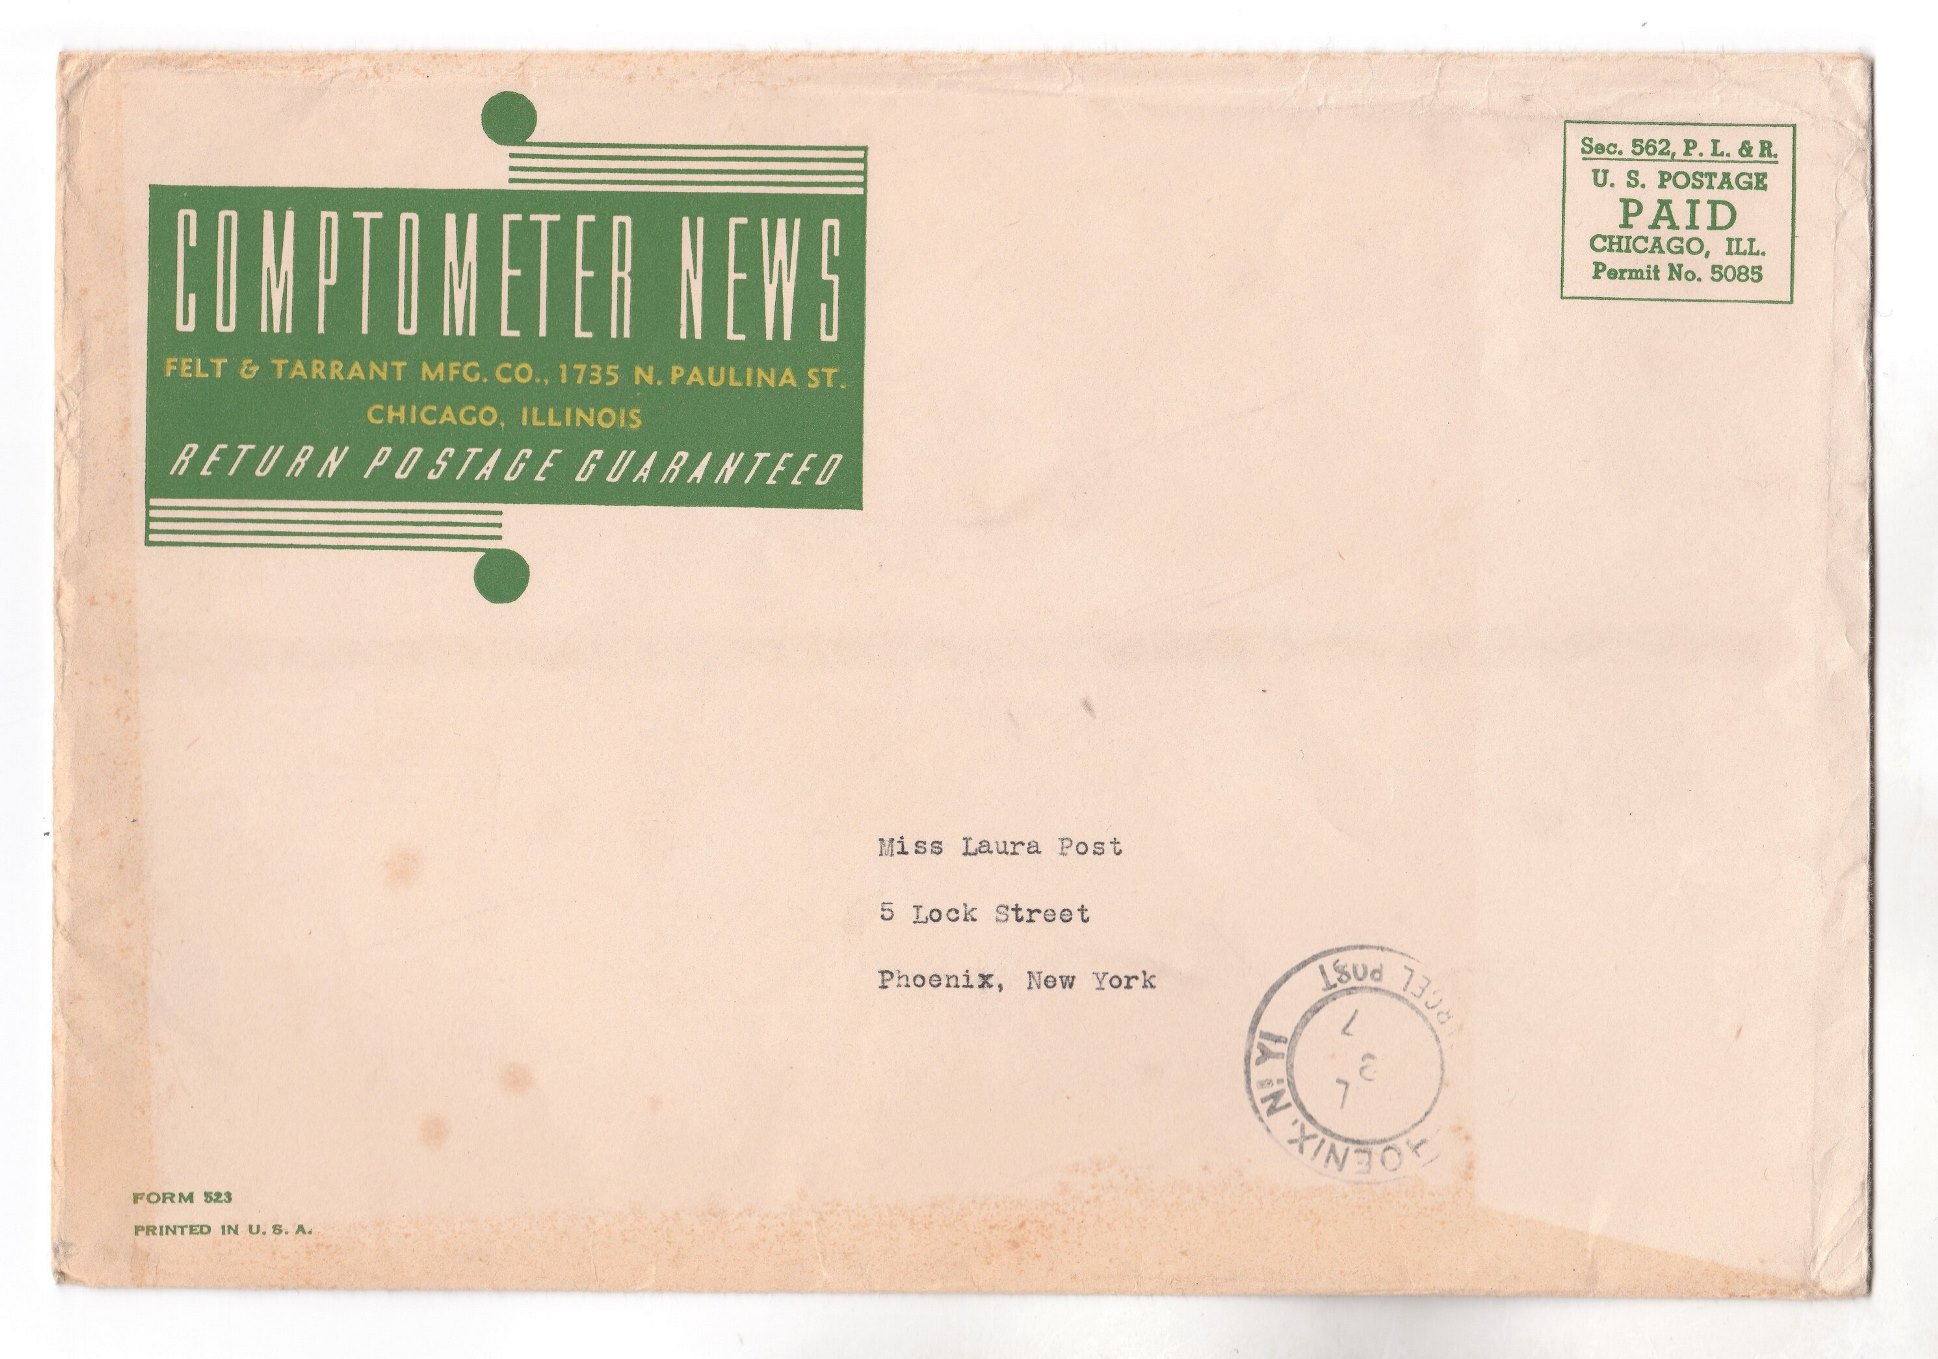 COMPTOMETER NEWS
FELT & TARRANT MFG. CO., 1735 N. PAULINA ST.
CHICAGO, ILLINOIS
RETURN POSTAGE GUARANTEED
Sec. 562, P. L. & R.
U. S. POSTAGE
PAID
CHICAGO, ILL.
Permit No. 5085
Miss Laura Post
5 Lock Street
Phoenix, New York
POST
FORM 523
PRINTED IN U. S. A.